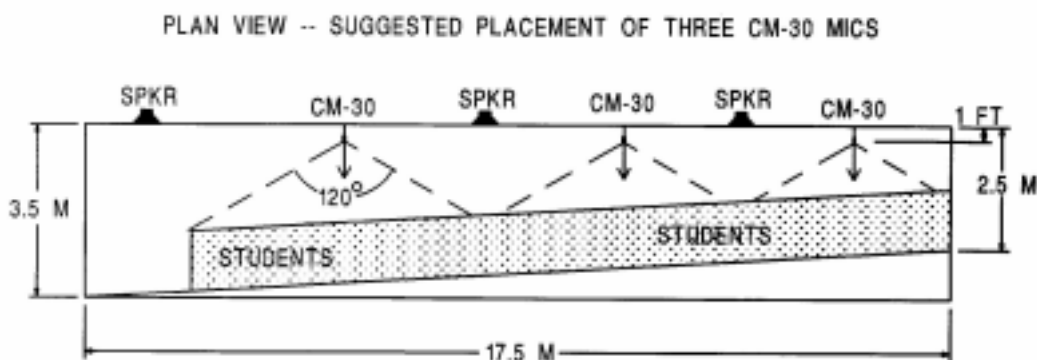 PLAN VIEW -- SUGGESTED PLACEMENT OF THREE CM-30 MICS
SPKR
CM-30
SPKR
CM-30
SPKR
CM-30
1 FT
120º
3.5 M
2.5 M
STUDENTS
STUDENTS
17.5 M